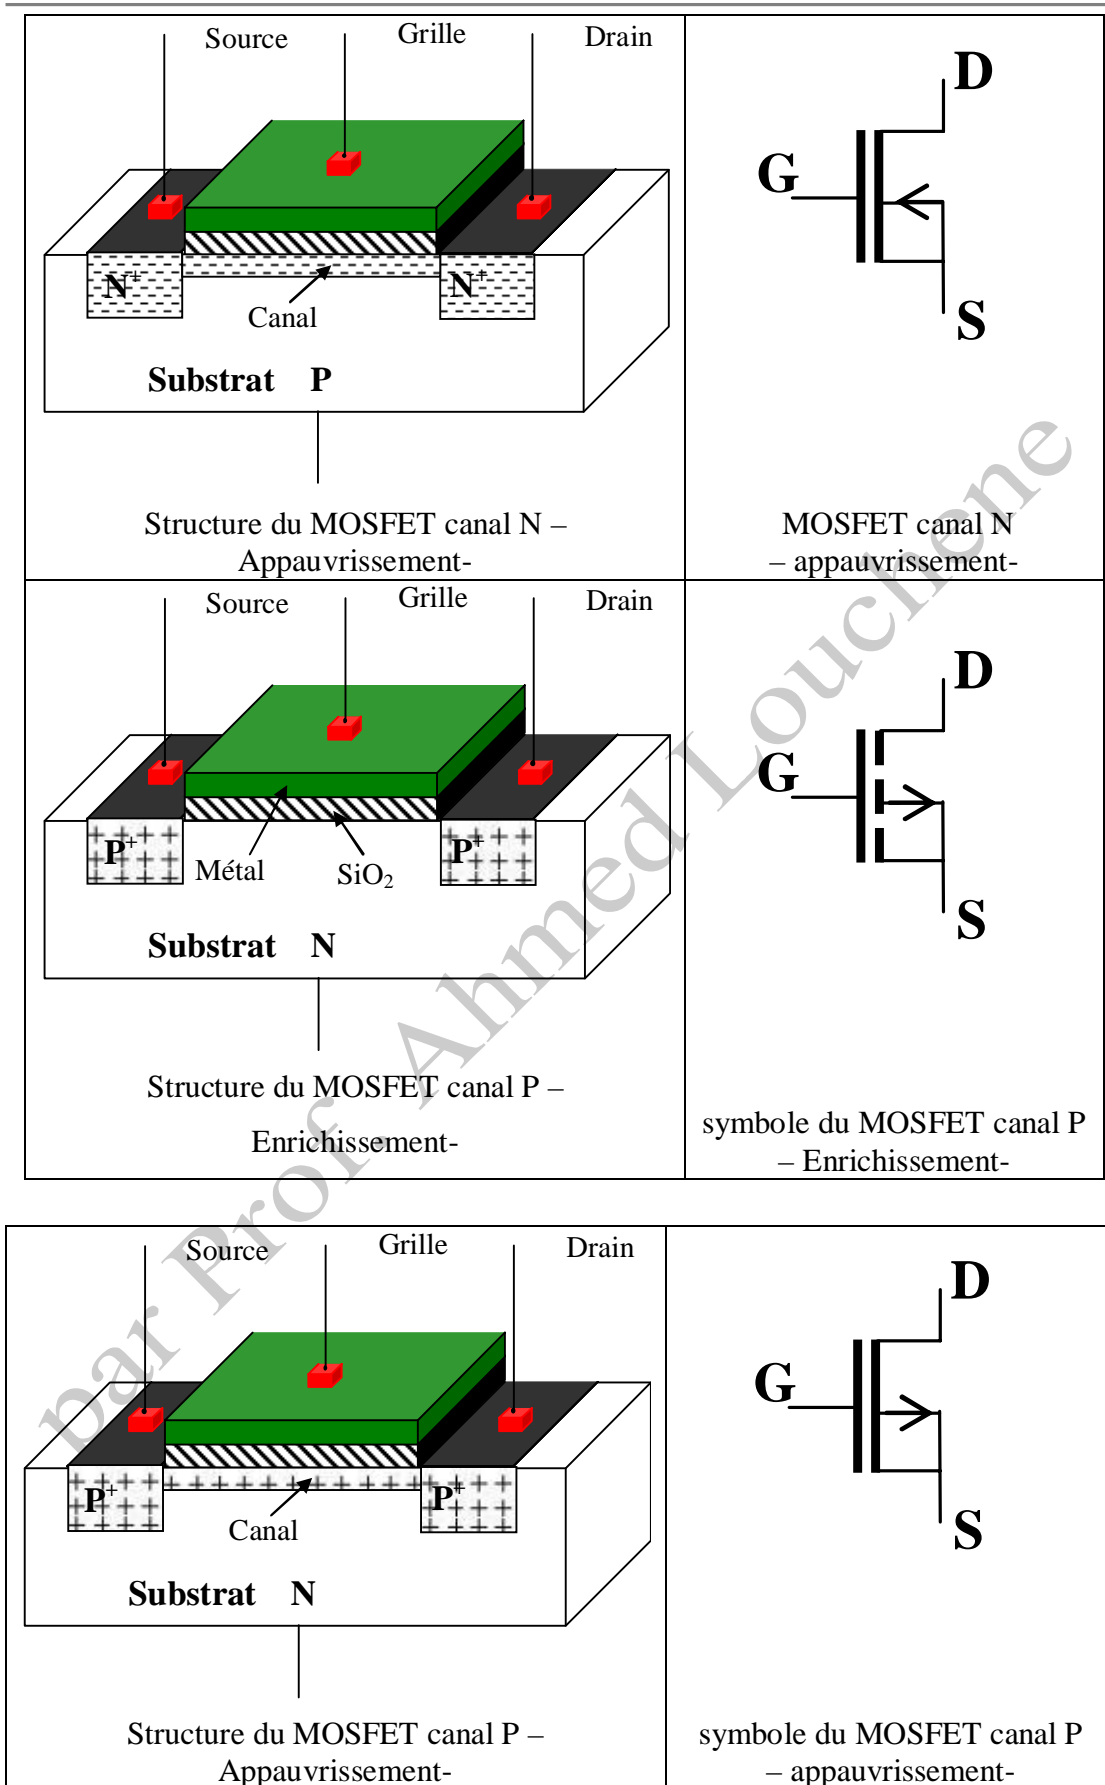 Source Grille Drain
N+ N+
Canal
Substrat P
Structure du MOSFET canal N –
Appauvrissement-
D
G
S
MOSFET canal N
– appauvrissement-
Source Grille Drain
P+ P+
Métal SiO2
Substrat N
Structure du MOSFET canal P –
Enrichissement-
D
G
S
symbole du MOSFET canal P
– Enrichissement-
Source Grille Drain
P+ P+
Canal
Substrat N
Structure du MOSFET canal P –
Appauvrissement-
D
G
S
symbole du MOSFET canal P
– appauvrissement-
par Prof. Ahmed Louchene